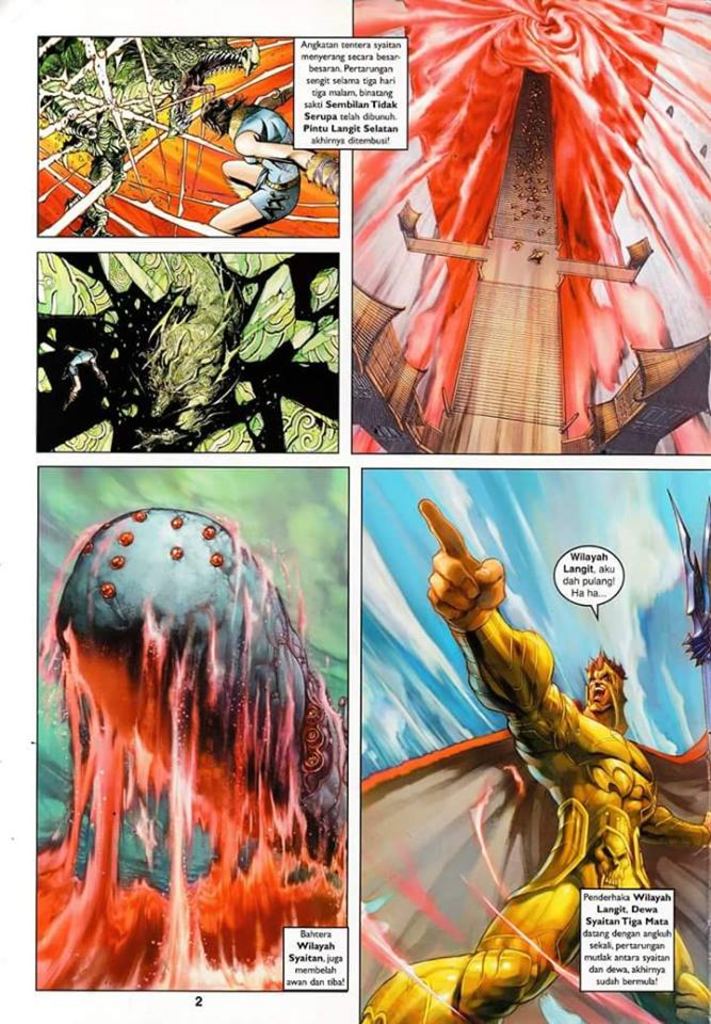 Angkatan tentera syaitan
menyerang secara besar-
besaran. Pertarungan
sengit selama tiga hari
tiga malam, binatang
sakti Sembilan Tidak
Serupa telah dibunuh.
Pintu Langit Selatan
akhirnya ditembusi!
Wilayah
Langit, aku
dah pulang!
Ha ha...
Bahtera
Wilayah
Syaitan, juga
membelah
awan dan tiba!
Penderhaka Wilayah
Langit, Dewa
Syaitan Tiga Mata
datang dengan angkuh
sekali, pertarungan
mutlak antara syaitan
dan dewa, akhirnya
sudah bermula!
2